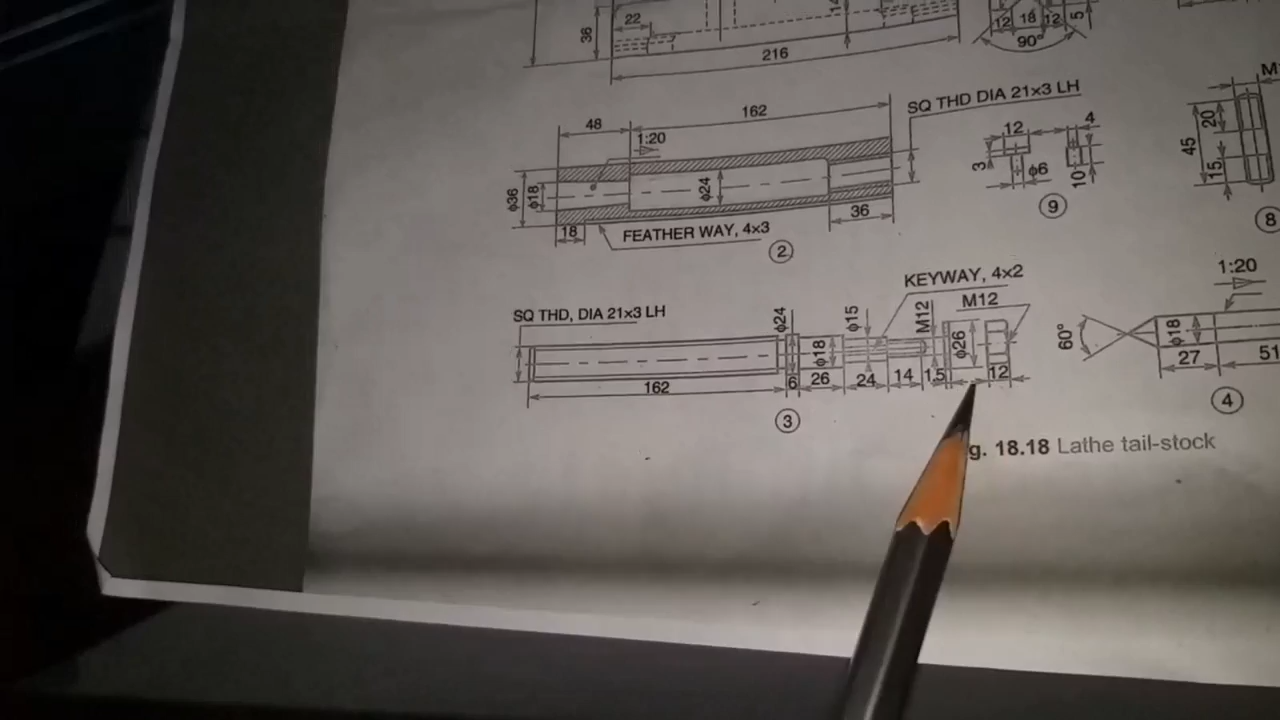 22
36
14
216
12 18 12
5
90°
162
48
1:20
SQ THD DIA 21×3 LH
ϕ36
ϕ18
ϕ24
18
FEATHER WAY, 4×3
36
2
12
4
3
ϕ6
10
9
45
20
15
8
SQ THD, DIA 21×3 LH
ϕ24
ϕ15
KEYWAY, 4×2
M12
M12
ϕ18
ϕ26
162
6
26
24
14
1,5
12
3
60°
ϕ18
1:20
27
51
4
g. 18.18 Lathe tail-stock